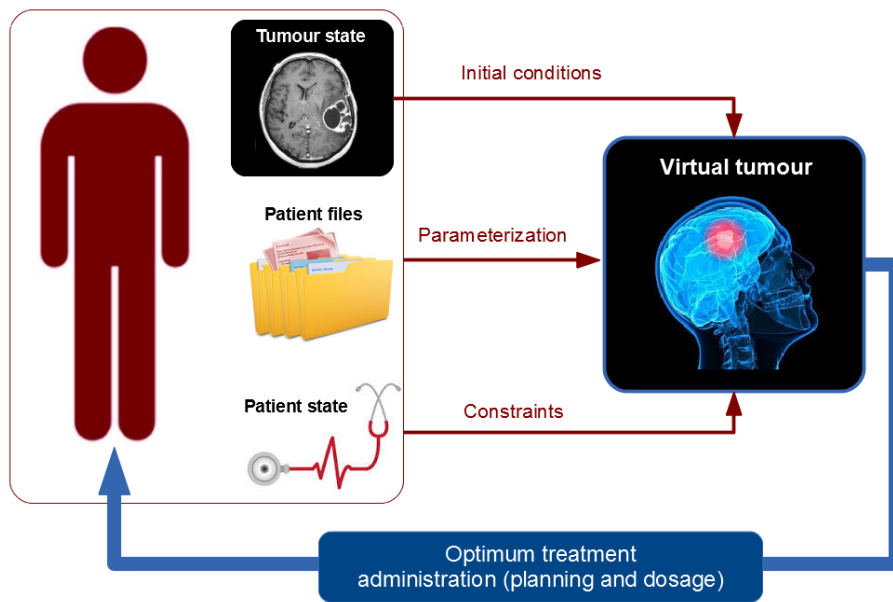 Tumour state
Initial conditions
Virtual tumour
Patient files
Parameterization
Patient state
Constraints
Optimum treatment
administration (planning and dosage)